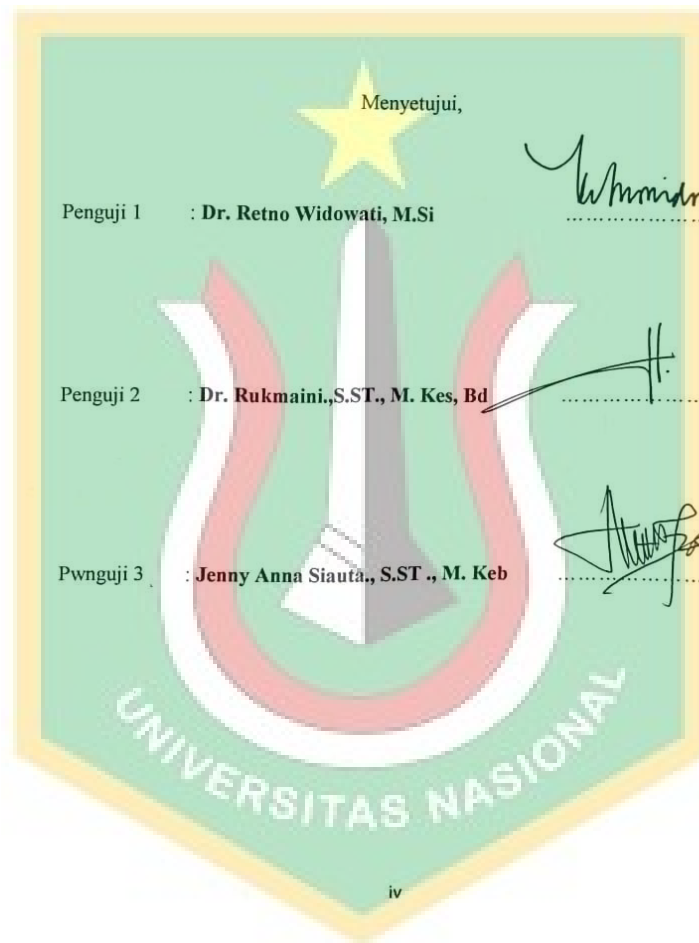 Menyetujui,
Penguji 1 : Dr. Retno Widowati, M.Si ....................
Penguji 2 : Dr. Rukmaini.,S.ST., M. Kes, Bd ....................
Pwnguji 3 : Jenny Anna Siauta., S.ST ., M. Keb ....................
UNIVERSITAS NASIONAL
iv